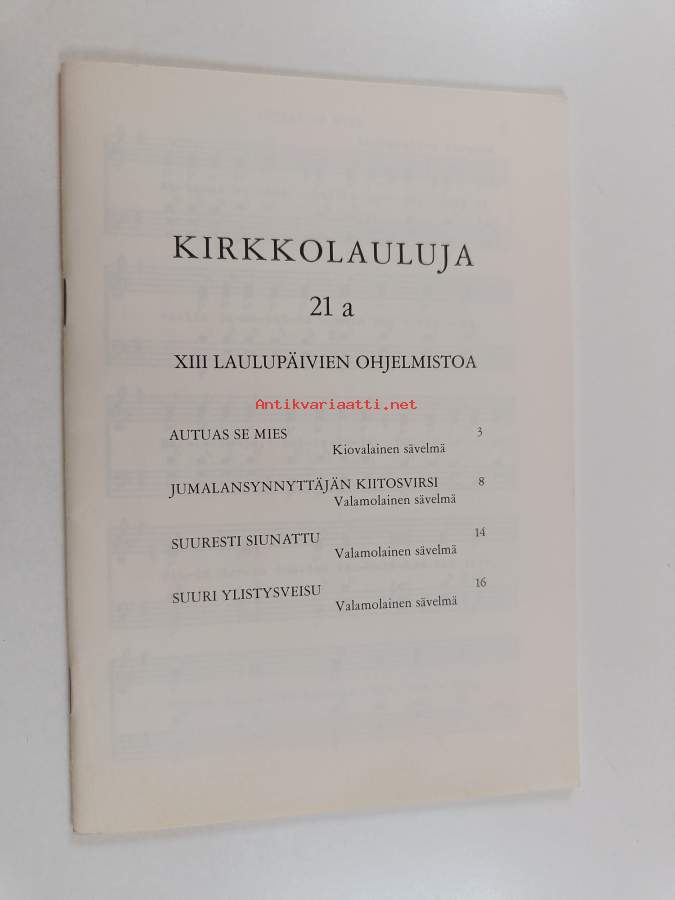 KIRKKOLAULUJA
21 a
XIII LAULUPÄIVIEN OHJELMISTOA
Antikvariaatti.net
AUTUAS SE MIES 3
Kiovalainen sävelmä
JUMALANSYNNYTTÄJÄN KIITOSVIRSI 8
Valamolainen sävelmä
SUURESTI SIUNATTU 14
Valamolainen sävelmä
SUURI YLISTYSVEISU 16
Valamolainen sävelmä